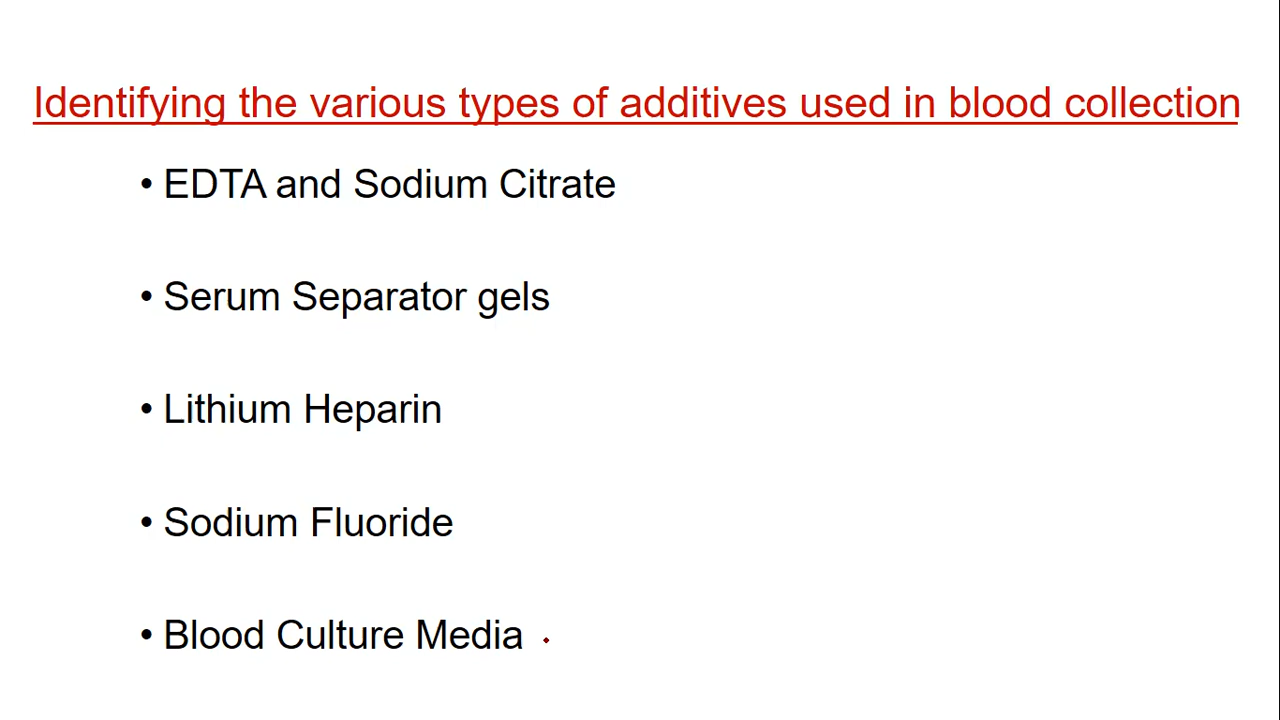 Identifying the various types of additives used in blood collection
• EDTA and Sodium Citrate
• Serum Separator gels
• Lithium Heparin
• Sodium Fluoride
• Blood Culture Media